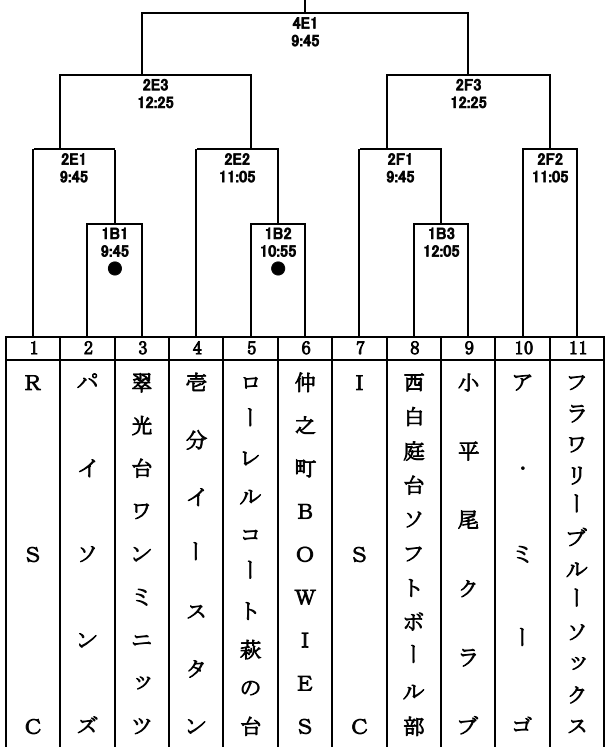 4E1
9:45
2E3
12:25
2F3
12:25
2E1
9:45
2E2
11:05
2F1
9:45
2F2
11:05
1B1
9:45
●
1B2
10:55
●
1B3
12:05
1 2 3 4 5 6 7 8 9 10 11
RSC
パイソンズ
翠光台ワンミニッツ
壱分イースタン
ローレルコート萩の台
仲之町BOWIES
ISC
西白庭台ソフトボール部
小平尾クラブ
ア・ミーゴ
フラワリーブルーソックス